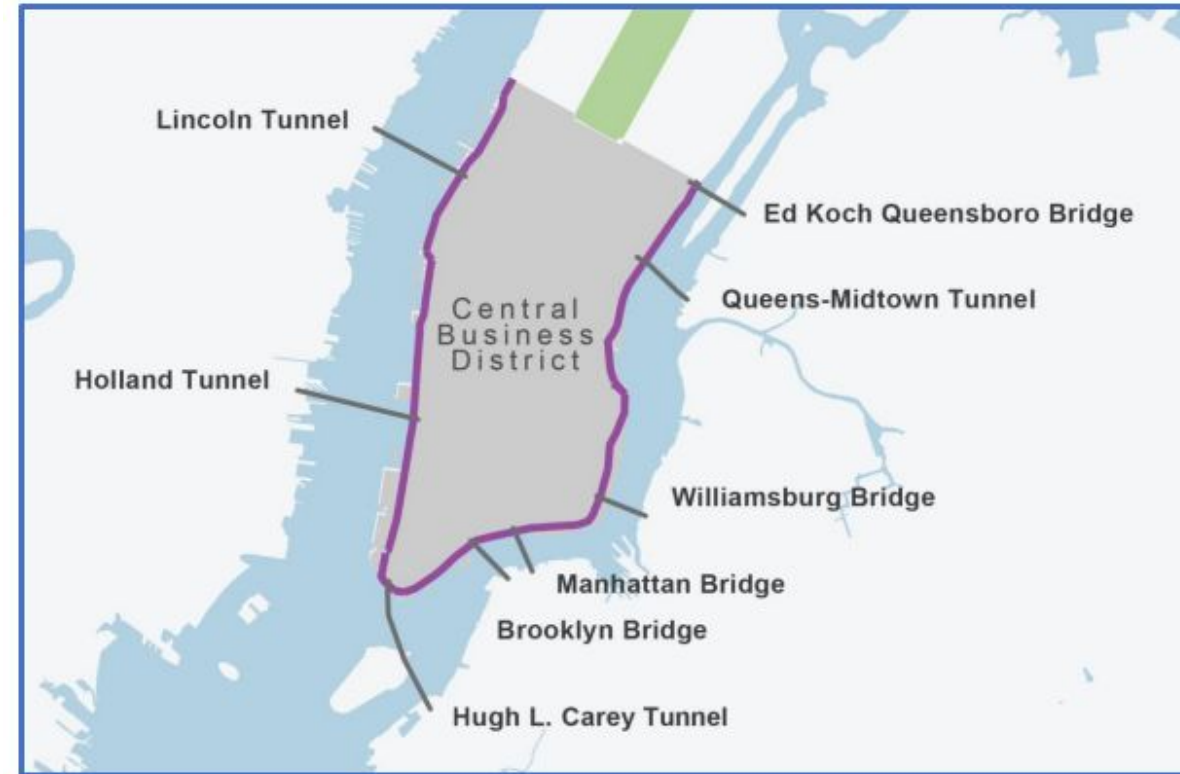 Lincoln Tunnel
Ed Koch Queensboro Bridge
Queens-Midtown Tunnel
Central
Business
District
Holland Tunnel
Williamsburg Bridge
Manhattan Bridge
Brooklyn Bridge
Hugh L. Carey Tunnel